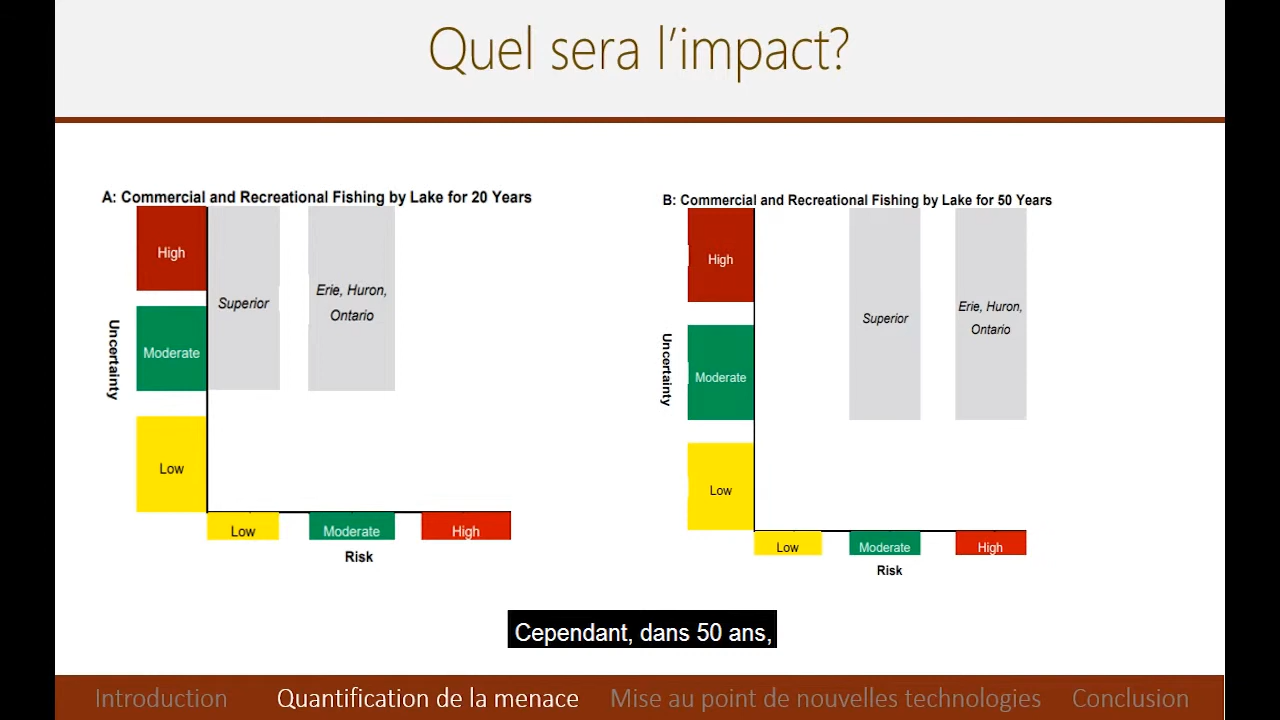 Quel sera l'impact?
A: Commercial and Recreational Fishing by Lake for 20 Years
High
Moderate
Low
Uncertainty
Superior
Erie, Huron,
Ontario
Low
Moderate
High
Risk
B: Commercial and Recreational Fishing by Lake for 50 Years
High
Moderate
Low
Uncertainty
Superior
Erie, Huron,
Ontario
Low
Moderate
High
Risk
Cependant, dans 50 ans,
Introduction Quantification de la menace Mise au point de nouvelles technologies Conclusion